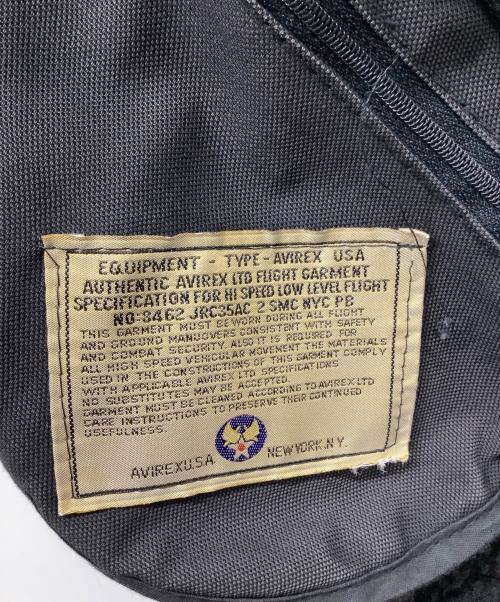 EQUIPMENT - TYPE - AVIREX USA
AUTHENTIC AVIREX LTD FLIGHT GARMENT
SPECIFICATION FOR HI SPEED LOW LEVEL FLIGHT
NO-8462 JRC35AC 2 SMC NYC PB
THIS GARMENT MUST BE WORN DURING ALL FLIGHT
AND GROUND MANOUVERS CONSISTENT WITH SAFETY
AND COMBAT SECURITY. ALSO IT IS REQUIRED FOR
ALL HIGH SPEED VEHICULAR MOVEMENT THE MATERIALS
USED IN THE CONSTRUCTIONS OF THIS GARMENT COMPLY
WITH APPLICABLE AVIREX LTD SPECIFICATIONS
NO SUBSTITUTES MAY BE ACCEPTED.
GARMENT MUST BE CLEANED ACCORDING TO AVIREX LTD
CARE INSTRUCTIONS TO PRESERVE THEIR CONTINUED
USEFULNESS.
AVIREX U.S.A. NEW YORK. N.Y.